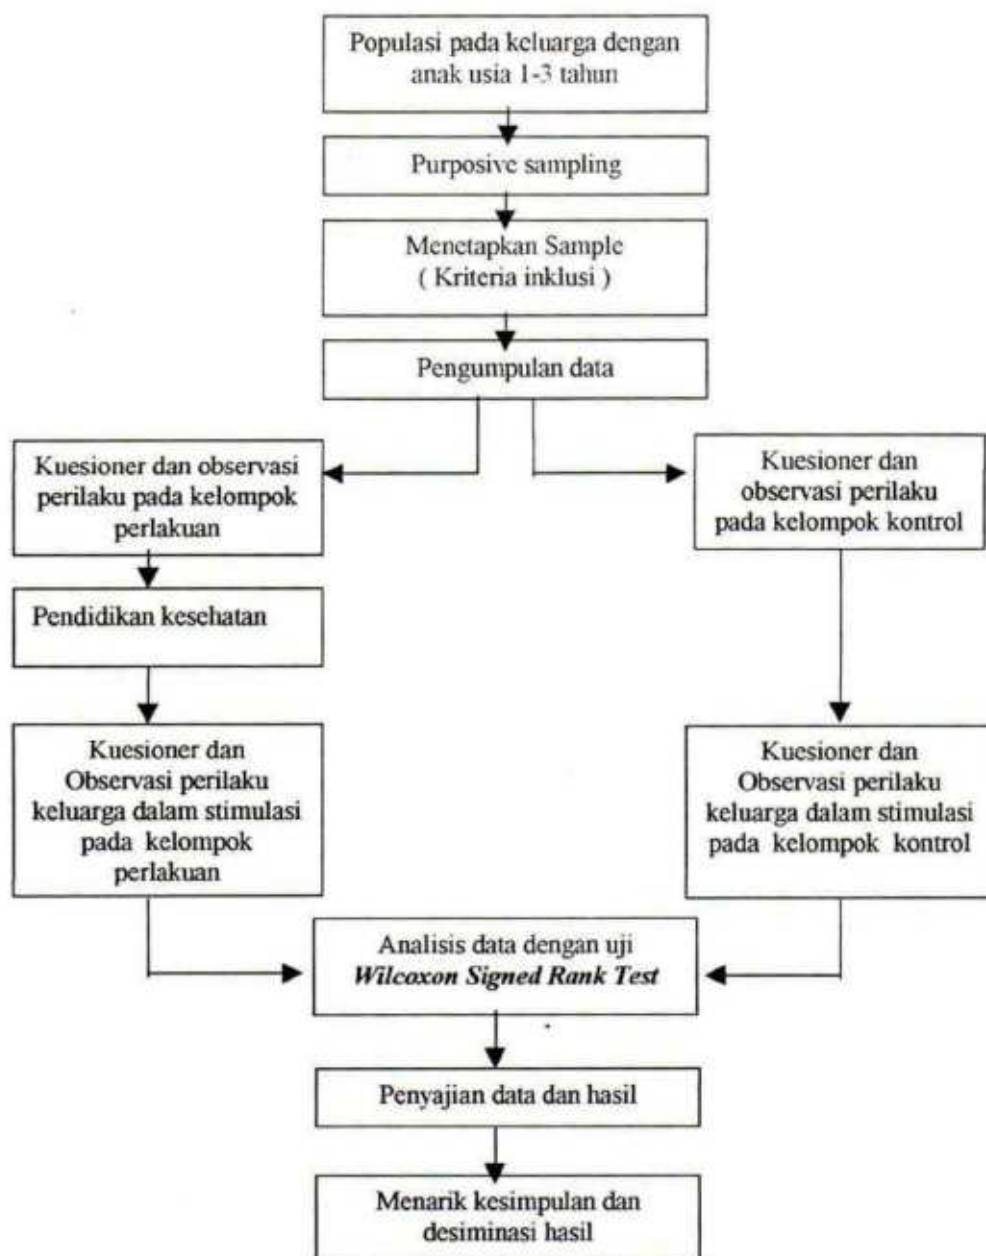 Populasi pada keluarga dengan
anak usia 1-3 tahun
Purposive sampling
Menetapkan Sample
( Kriteria inklusi )
Pengumpulan data
Kuesioner dan observasi
perilaku pada kelompok
perlakuan
Kuesioner dan
observasi perilaku
pada kelompok kontrol
Pendidikan kesehatan
Kuesioner dan
Observasi perilaku
keluarga dalam stimulasi
pada kelompok
perlakuan
Kuesioner dan
Observasi perilaku
keluarga dalam stimulasi
pada kelompok kontrol
Analisis data dengan uji
Wilcoxon Signed Rank Test
Penyajian data dan hasil
Menarik kesimpulan dan
desiminasi hasil